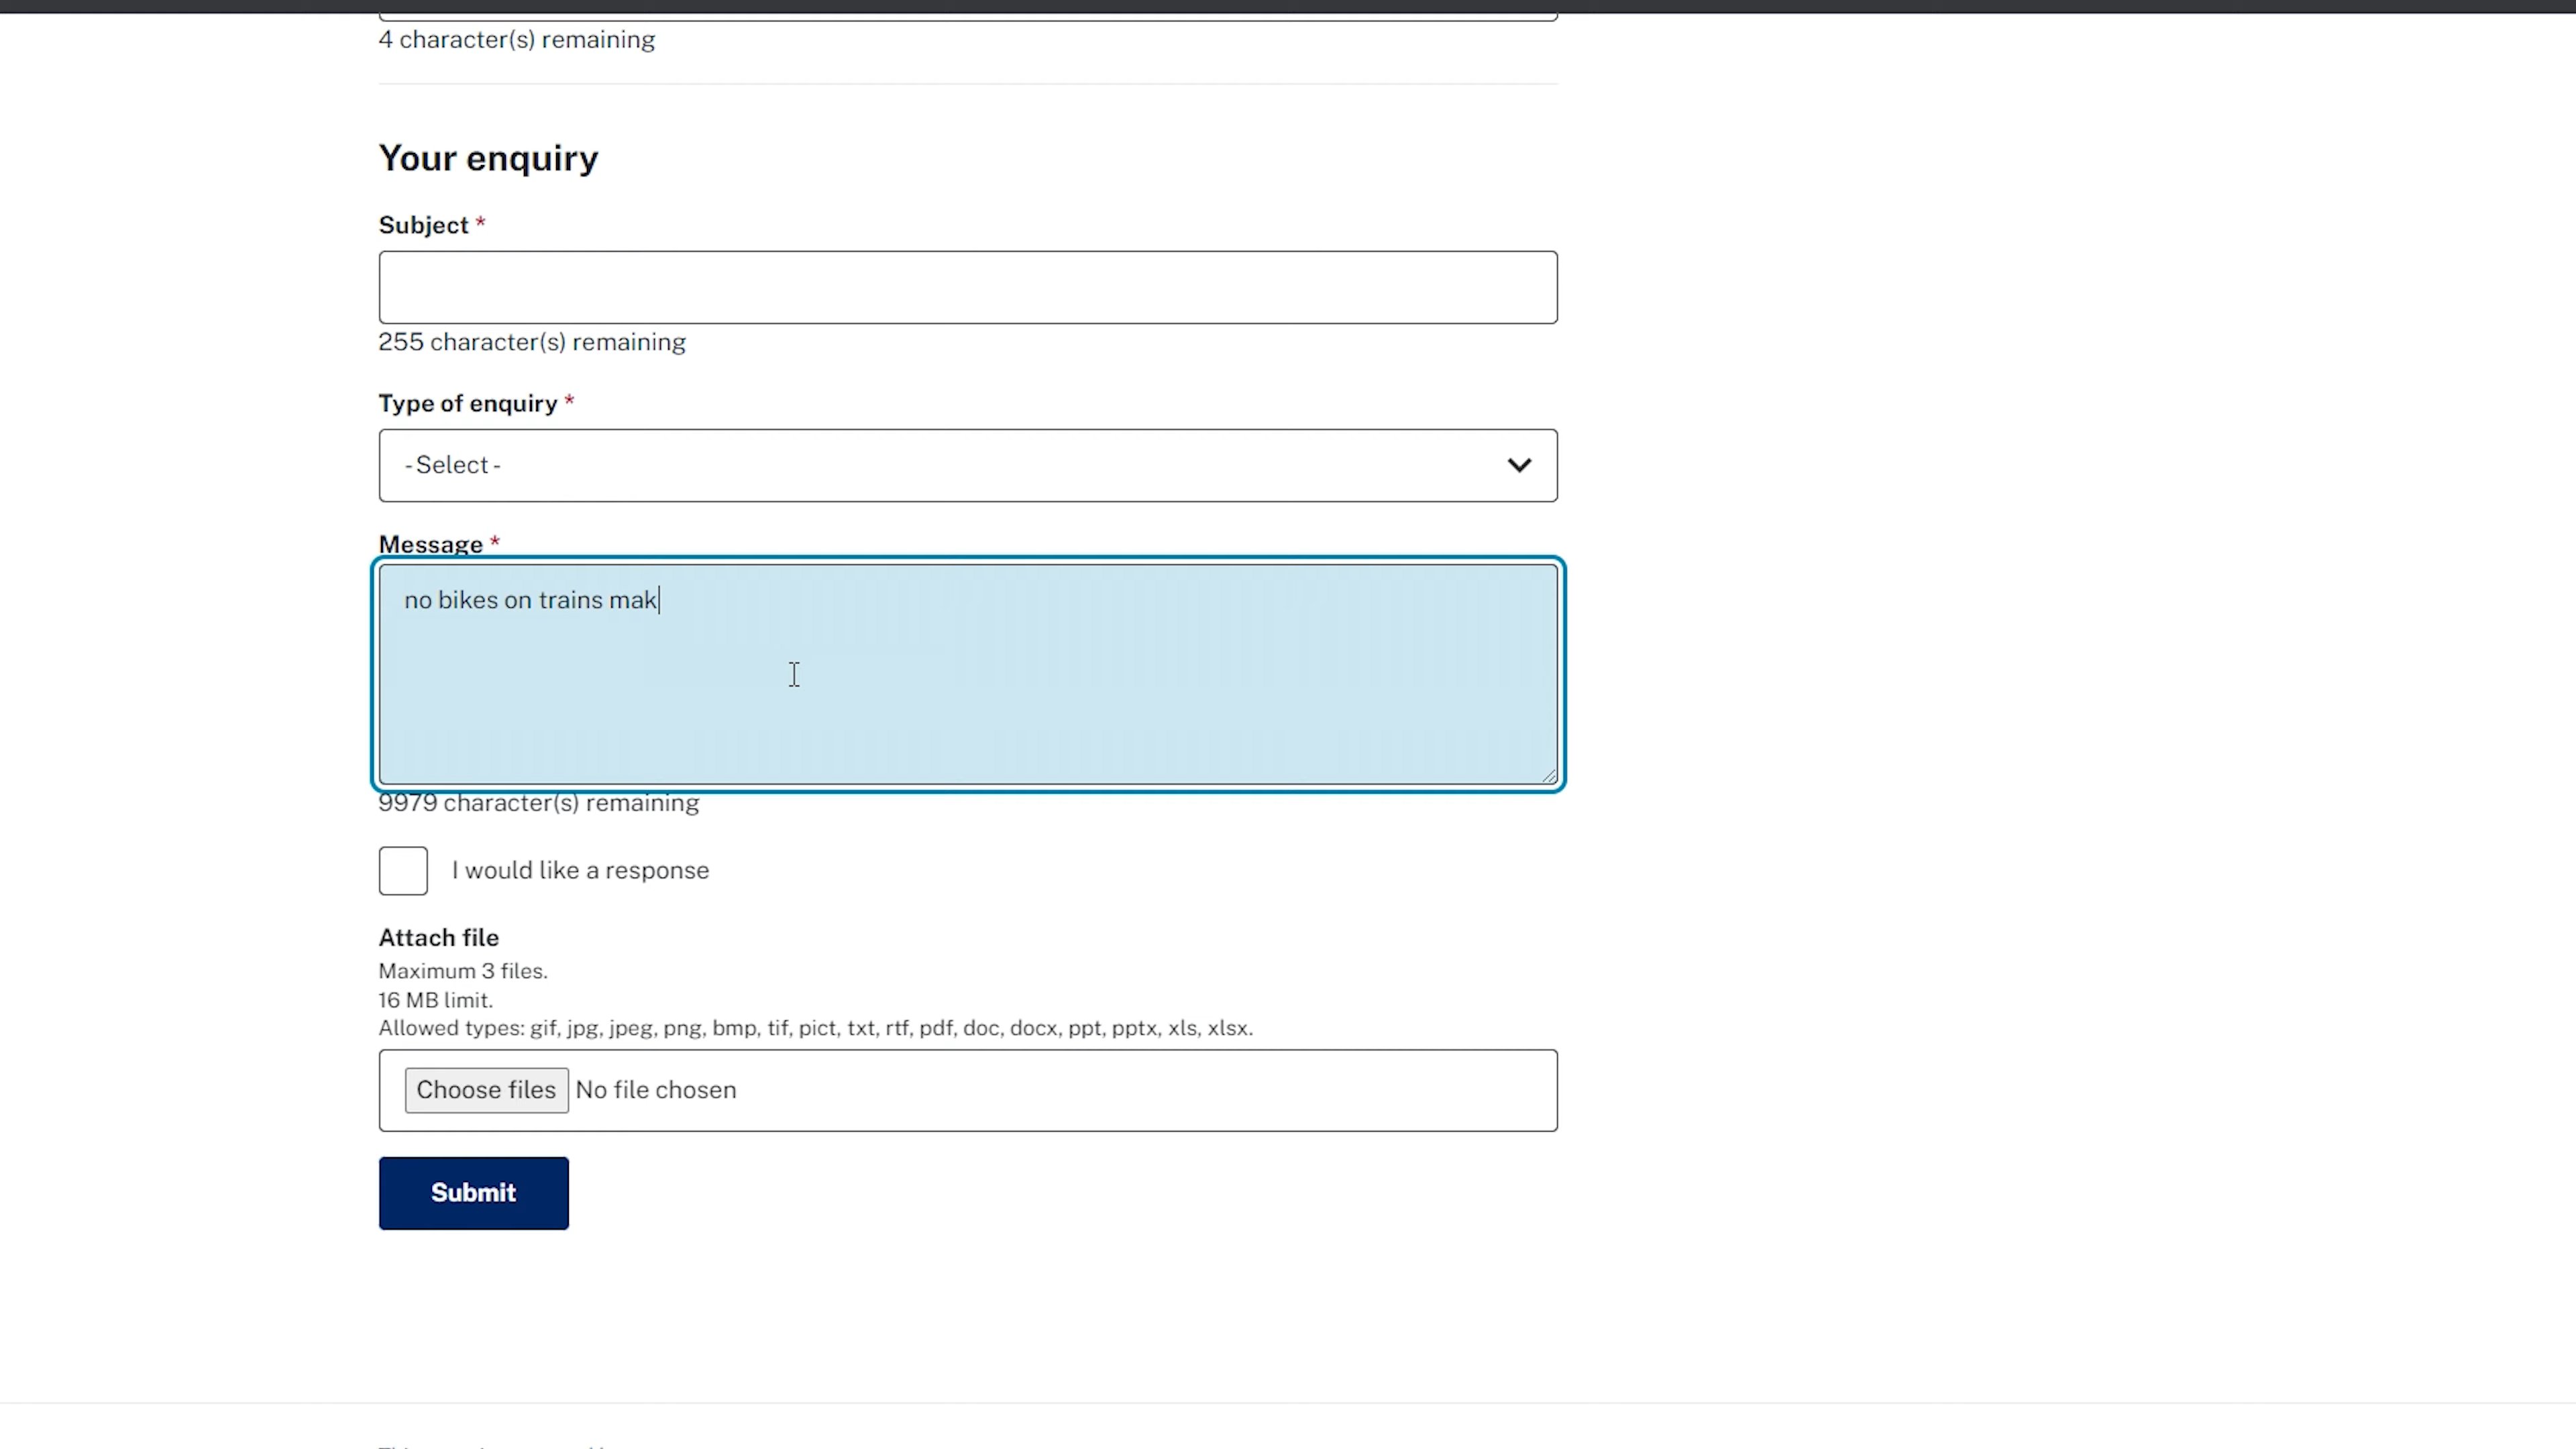 4 character(s) remaining
Your enquiry
Subject *
255 character(s) remaining
Type of enquiry *
- Select -
Message *
no bikes on trains mak
9979 character(s) remaining
I would like a response
Attach file
Maximum 3 files.
16 MB limit.
Allowed types: gif, jpg, jpeg, png, bmp, tif, pict, txt, rtf, pdf, doc, docx, ppt, pptx, xls, xlsx.
Choose files No file chosen
Submit